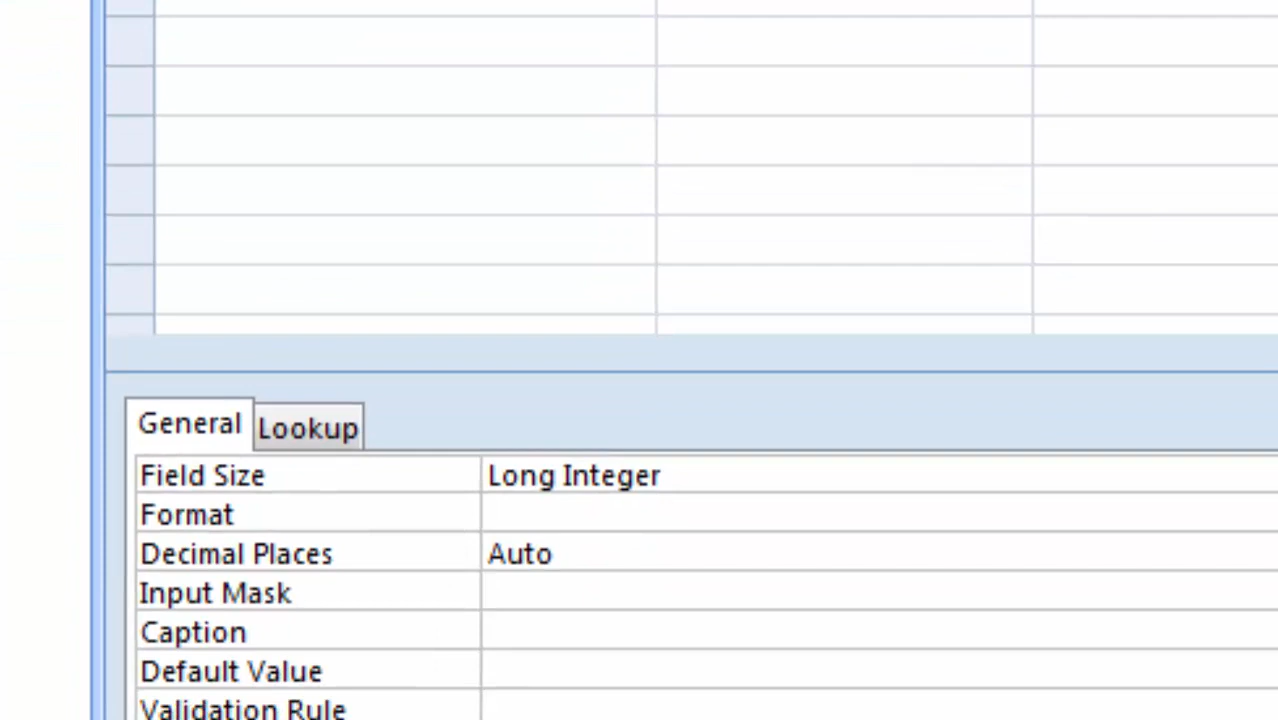 General Lookup
Field Size Long Integer
Format
Decimal Places Auto
Input Mask
Caption
Default Value
Validation Rule